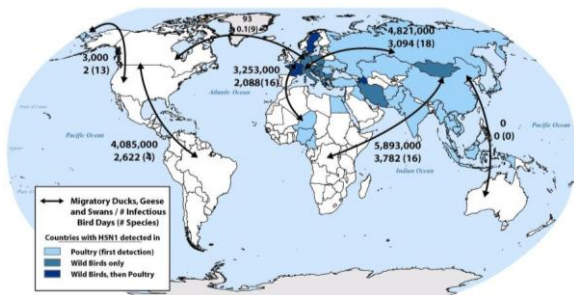 93
0.1(9)
4,821,000
3,094 (18)
3,000
2 (13)
3,253,000
2,088(16)
Atlantic Ocean
Pacific Ocean
0
0 (0)
Pacific Ocean
4,085,000
2,622 (4)
5,893,000
3,782 (16)
Indian Ocean
Migratory Ducks, Geese
and Swans / # Infectious
Bird Days (# Species)
Countries with H5N1 detected in
Poultry (first detection)
Wild Birds only
Wild Birds, then Poultry